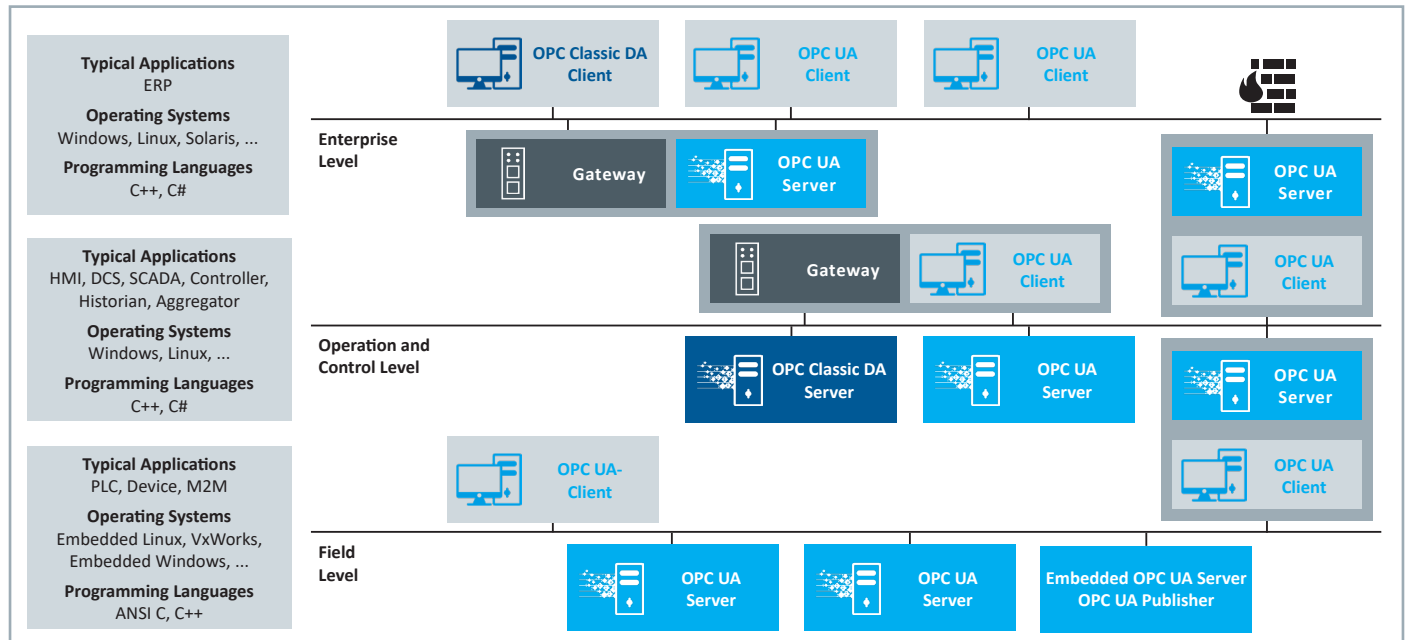 Typical Applications
ERP
Operating Systems
Windows, Linux, Solaris, ...
Programming Languages
C++, C#
Typical Applications
HMI, DCS, SCADA, Controller,
Historian, Aggregator
Operating Systems
Windows, Linux, ...
Programming Languages
C++, C#
Typical Applications
PLC, Device, M2M
Operating Systems
Embedded Linux, VxWorks,
Embedded Windows, ...
Programming Languages
ANSI C, C++
OPC Classic DA
Client
OPC UA
Client
OPC UA
Client
Enterprise
Level
Gateway
OPC UA
Server
OPC UA
Server
Gateway
OPC UA
Client
OPC UA
Client
Operation and
Control Level
OPC Classic DA
Server
OPC UA
Server
OPC UA
Server
OPC UA-
Client
OPC UA
Client
Field
Level
OPC UA
Server
OPC UA
Server
Embedded OPC UA Server
OPC UA Publisher